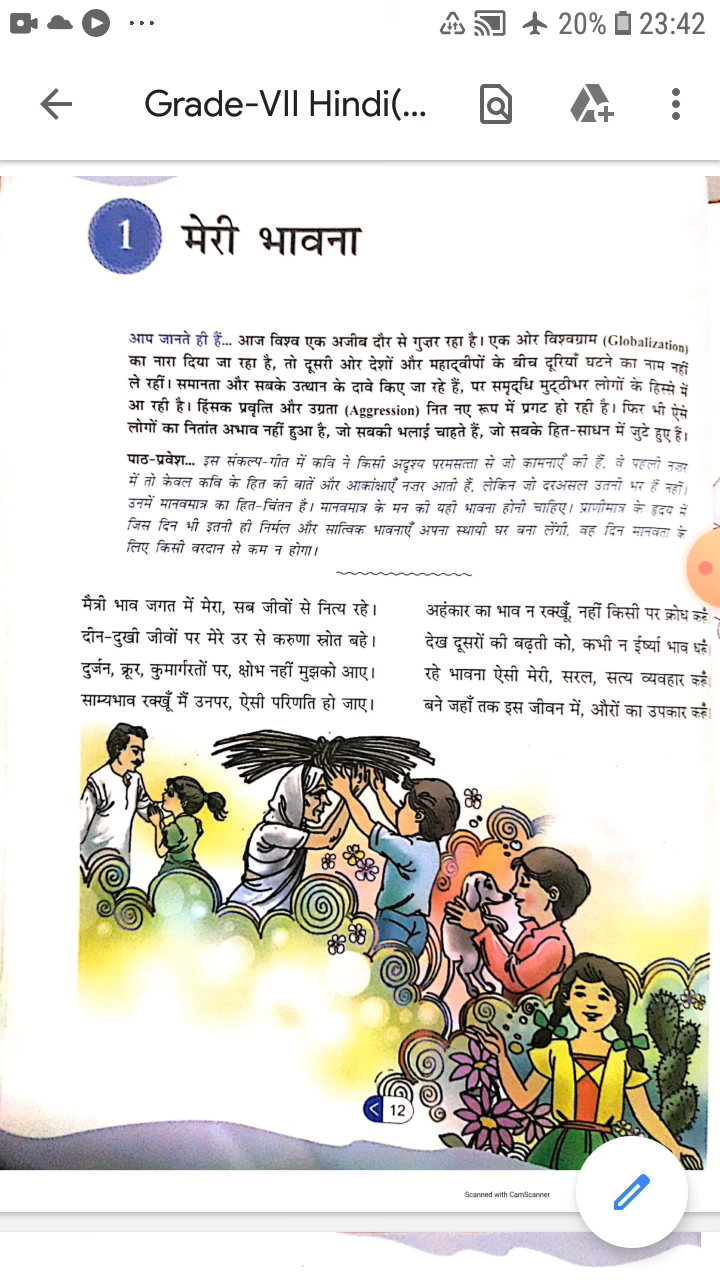 20% 23:42
Grade-VII Hindi(...
1 मेरी भावना
आप जानते ही हैं... आज विश्व एक अजीब दौर से गुज़र रहा है। एक ओर विश्वग्राम (Globalization)
का नारा दिया जा रहा है, तो दूसरी ओर देशों और महाद्वीपों के बीच दूरियाँ घटने का नाम नहीं
ले रहीं। समानता और सबके उत्थान के दावे किए जा रहे हैं, पर समृद्धि मुट्ठीभर लोगों के हिस्से में
आ रही है। हिंसक प्रवृत्ति और उग्रता (Aggression) नित नए रूप में प्रगट हो रही है। फिर भी ऐसे
लोगों का नितांत अभाव नहीं हुआ है, जो सबकी भलाई चाहते हैं, जो सबके हित-साधन में जुटे हुए हैं।
पाठ-प्रवेश... इस संकल्प-गीत में कवि ने किसी अदृश्य परमसत्ता से जो कामनाएँ की हैं, वे पहली नज़र
में तो केवल कवि के हित की बातें और आकांक्षाएँ नज़र आती हैं, लेकिन जो दरअसल उतनी भर हैं नहीं।
उनमें मानवमात्र का हित-चिंतन है। मानवमात्र के मन की यही भावना होनी चाहिए। प्राणीमात्र के हृदय में
जिस दिन भी इतनी ही निर्मल और सात्विक भावनाएँ अपना स्थायी घर बना लेंगी, वह दिन मानवता के
लिए किसी वरदान से कम न होगा।
मैत्री भाव जगत में मेरा, सब जीवों से नित्य रहे।
दीन-दुखी जीवों पर मेरे उर से करुणा स्रोत बहे।
दुर्जन, क्रूर, कुमार्गरतों पर, क्षोभ नहीं मुझको आए।
साम्यभाव रक्खूँ मैं उनपर, ऐसी परिणति हो जाए।
अहंकार का भाव न रक्खूँ, नहीं किसी पर क्रोध करूँ।
देख दूसरों की बढ़ती को, कभी न ईर्ष्या भाव धरूँ।
रहे भावना ऐसी मेरी, सरल, सत्य व्यवहार करूँ।
बने जहाँ तक इस जीवन में, औरों का उपकार करूँ।
12
Scanned with CamScanner